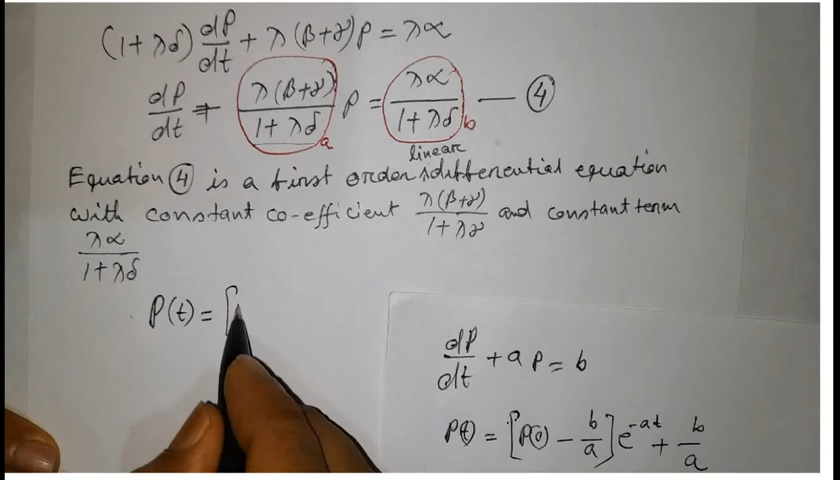 (1+λδ) dP/dt + λ(β+γ)P = λα
dP/dt + λ(β+γ)/1+λδ P = λα/1+λδ — ④
a b
linear
Equation ④ is a first order differential equation
with constant co-efficient λ(β+γ)/1+λγ and constant term
λα/1+λδ
P(t) = [
dP/dt + aP = b
P(t) = [P(0) - b/a] e^-at + b/a